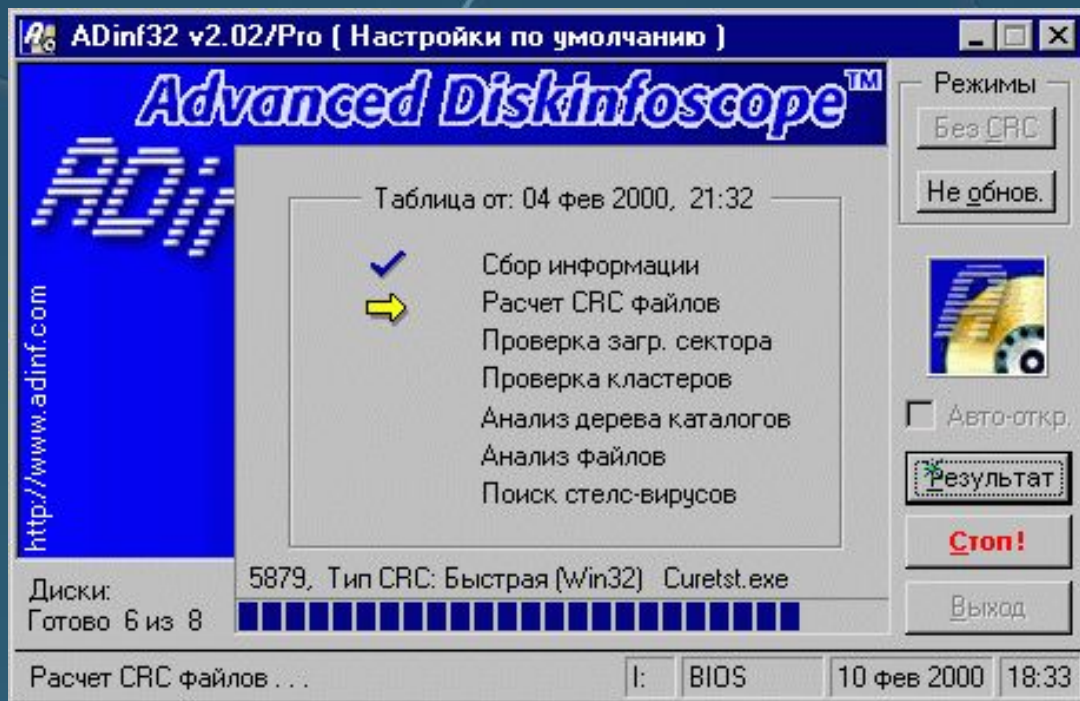 ADinf32 v2.02/Pro ( Настройки по умолчанию )
Advanced Diskinfoscope™
ADi
http://www.adinf.com
Таблица от: 04 фев 2000, 21:32
Сбор информации
Расчет CRC файлов
Проверка загр. сектора
Проверка кластеров
Анализ дерева каталогов
Анализ файлов
Поиск стелс-вирусов
5879, Тип CRC: Быстрая (Win32) Curetst.exe
Диски:
Готово 6 из 8
Режимы
Без CRC
Не обнов.
Авто-откр.
Результат
Стоп!
Выход
Расчет CRC файлов . . .
I:
BIOS
10 фев 2000
18:33